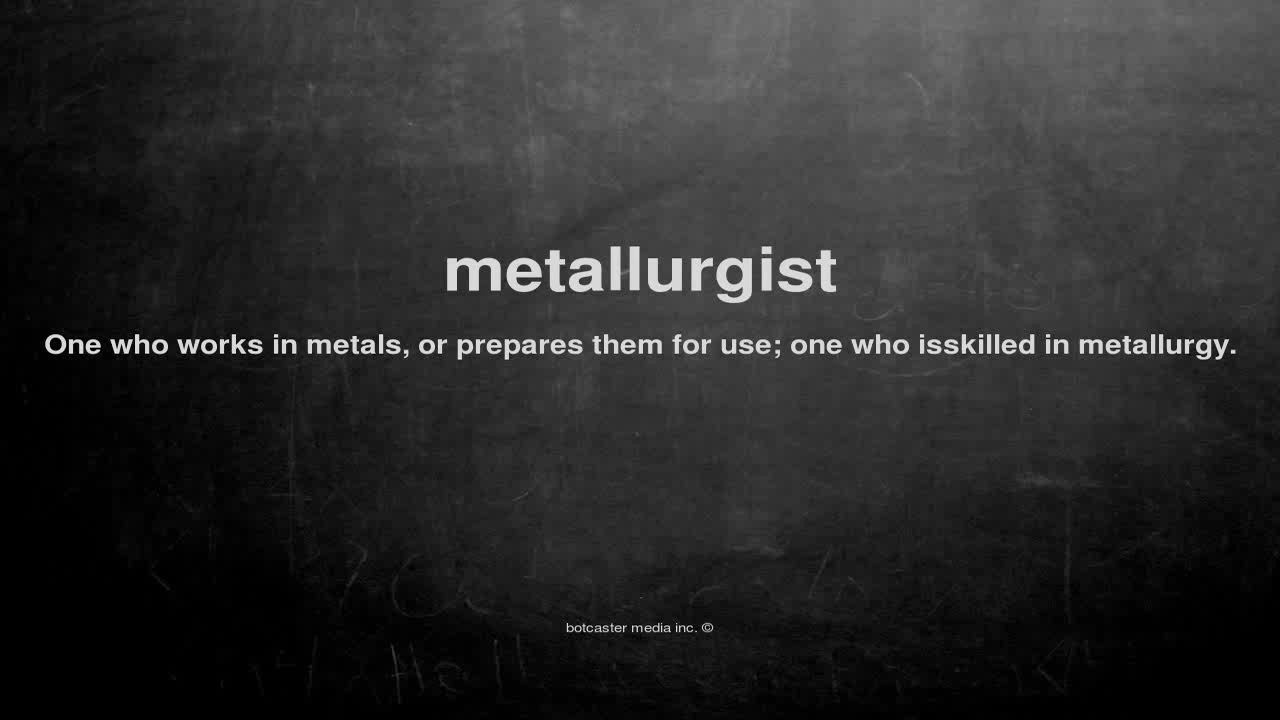 metallurgist
One who works in metals, or prepares them for use; one who isskilled in metallurgy.
botcaster media inc. ©